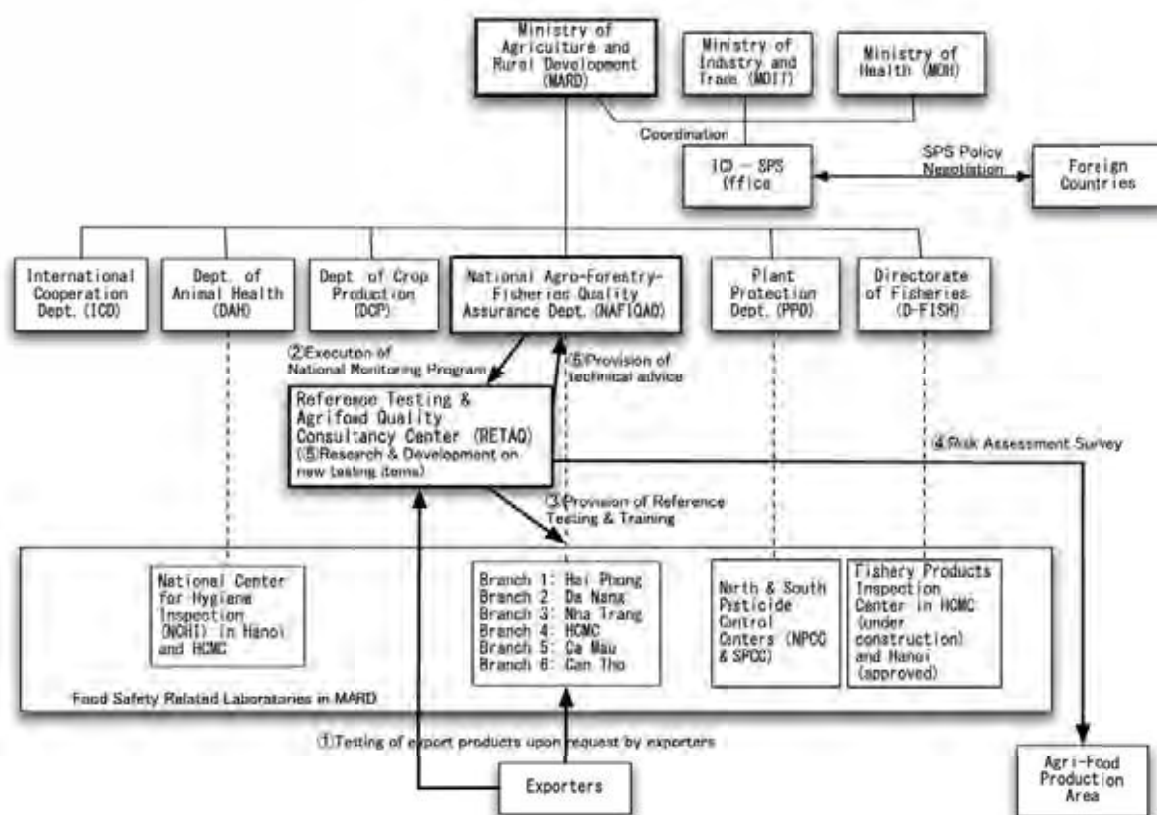 Ministry of
Agriculture and
Rural Development
(MARD)
Ministry of
Industry and
Trade (MOIT)
Ministry of
Health (MOH)
Coordination
SPS Policy
Negotiation
ICD - SPS
Office
Foreign
Countries
International
Cooperation
Dept. (ICD)
Dept. of
Animal Health
(DAH)
Dept. of Crop
Production
(DCP)
National Agro-Forestry-
Fisheries Quality
Assurance Dept. (NAFIQAD)
Plant
Protection
Dept. (PPD)
Directorate
of Fisheries
(D-FISH)
②Execution of
National Monitoring Program
⑤Provision of
technical advice
Reference Testing &
Agrifood Quality
Consultancy Center (RETAQ)
(⑤Research & Development on
new testing items)
④Risk Assessment Survey
③Provision of Reference
Testing & Training
National Center
for Hygiene
Inspection
(NCHI) in Hanoi
and HCMC
Branch 1: Hai Phong
Branch 2: Da Nang
Branch 3: Nha Trang
Branch 4: HCMC
Branch 5: Ca Mau
Branch 6: Can Tho
North & South
Pesticide
Control
Centers (NPCC
& SPCC)
Fishery Products
Inspection
Center in HCMC
(under
construction)
and Hanoi
(approved)
Food Safety Related Laboratories in MARD
①Testing of export products upon request by exporters
Exporters
Agri-Food
Production
Area